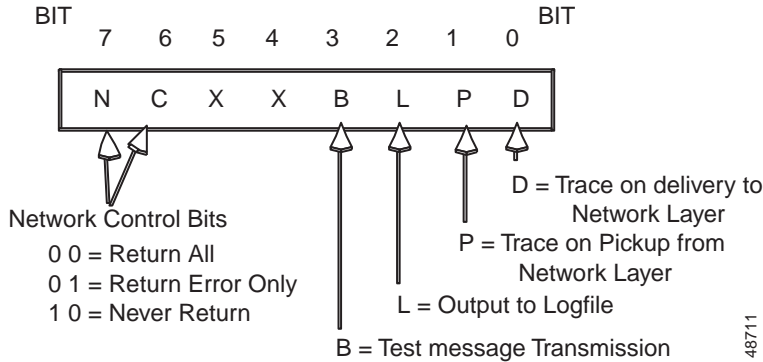 BIT BIT
7 6 5 4 3 2 1 0
N C X X B L P D
D = Trace on delivery to
Network Layer
Network Control Bits
P = Trace on Pickup from
Network Layer
0 0 = Return All
0 1 = Return Error Only
1 0 = Never Return
L = Output to Logfile
B = Test message Transmission
48711